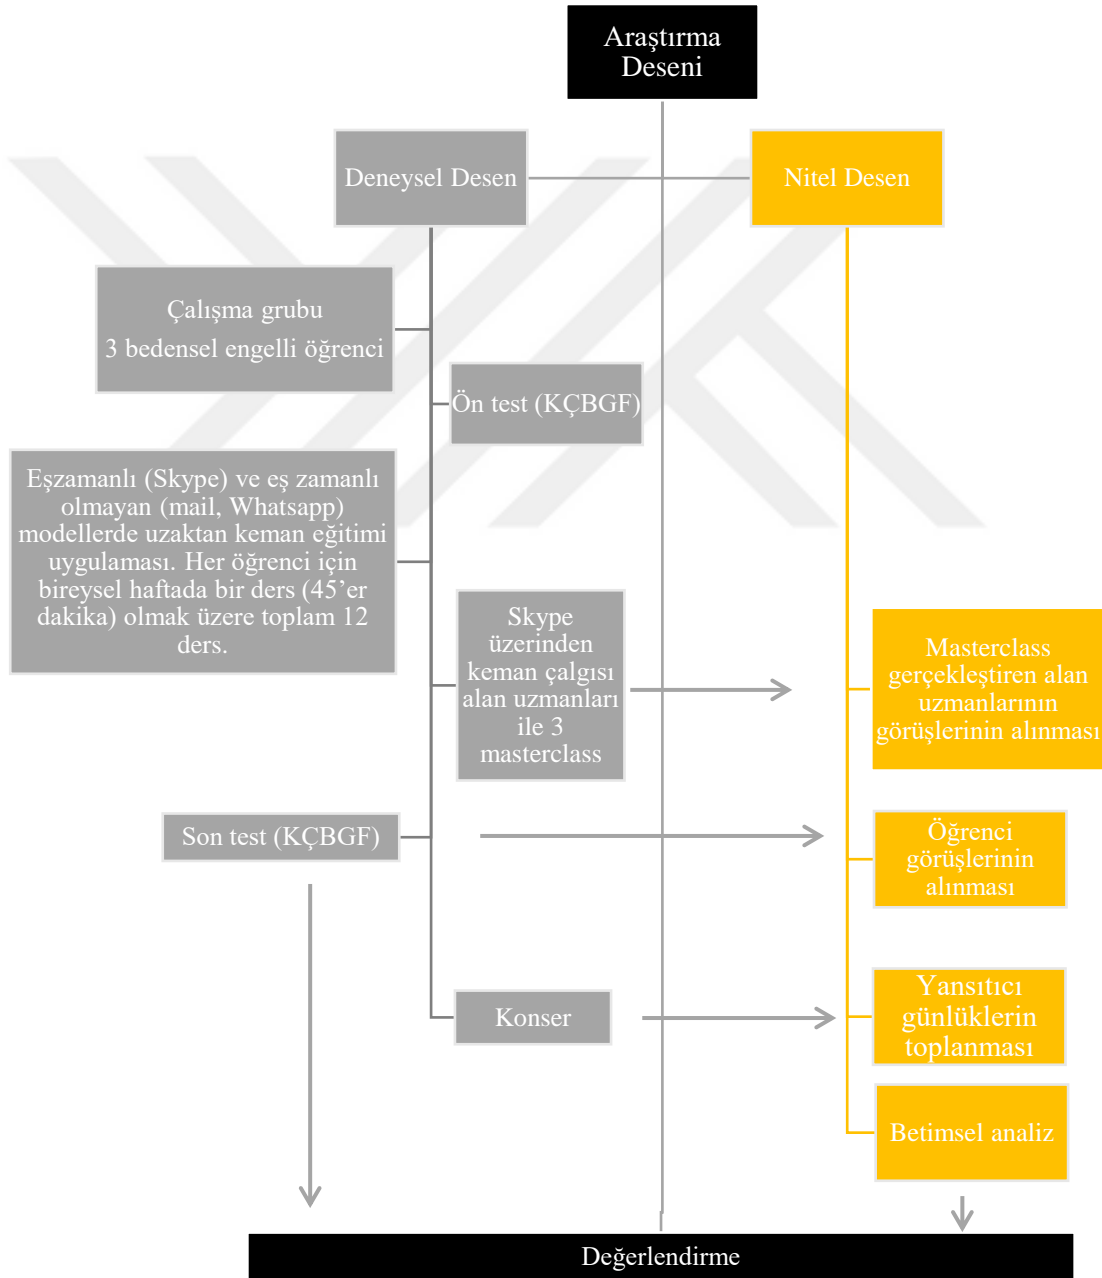 Araştırma
Deseni
Deneysel Desen
Nitel Desen
Çalışma grubu
3 bedensel engelli öğrenci
Ön test (KÇBGF)
Eşzamanlı (Skype) ve eş zamanlı
olmayan (mail, Whatsapp)
modellerde uzaktan keman eğitimi
uygulaması. Her öğrenci için
bireysel haftada bir ders (45’er
dakika) olmak üzere toplam 12
ders.
Skype
üzerinden
keman çalgısı
alan uzmanları
ile 3
masterclass
Masterclass
gerçekleştiren alan
uzmanlarının
görüşlerinin alınması
Son test (KÇBGF)
Öğrenci
görüşlerinin
alınması
Konser
Yansıtıcı
günlüklerin
toplanması
Betimsel analiz
Değerlendirme